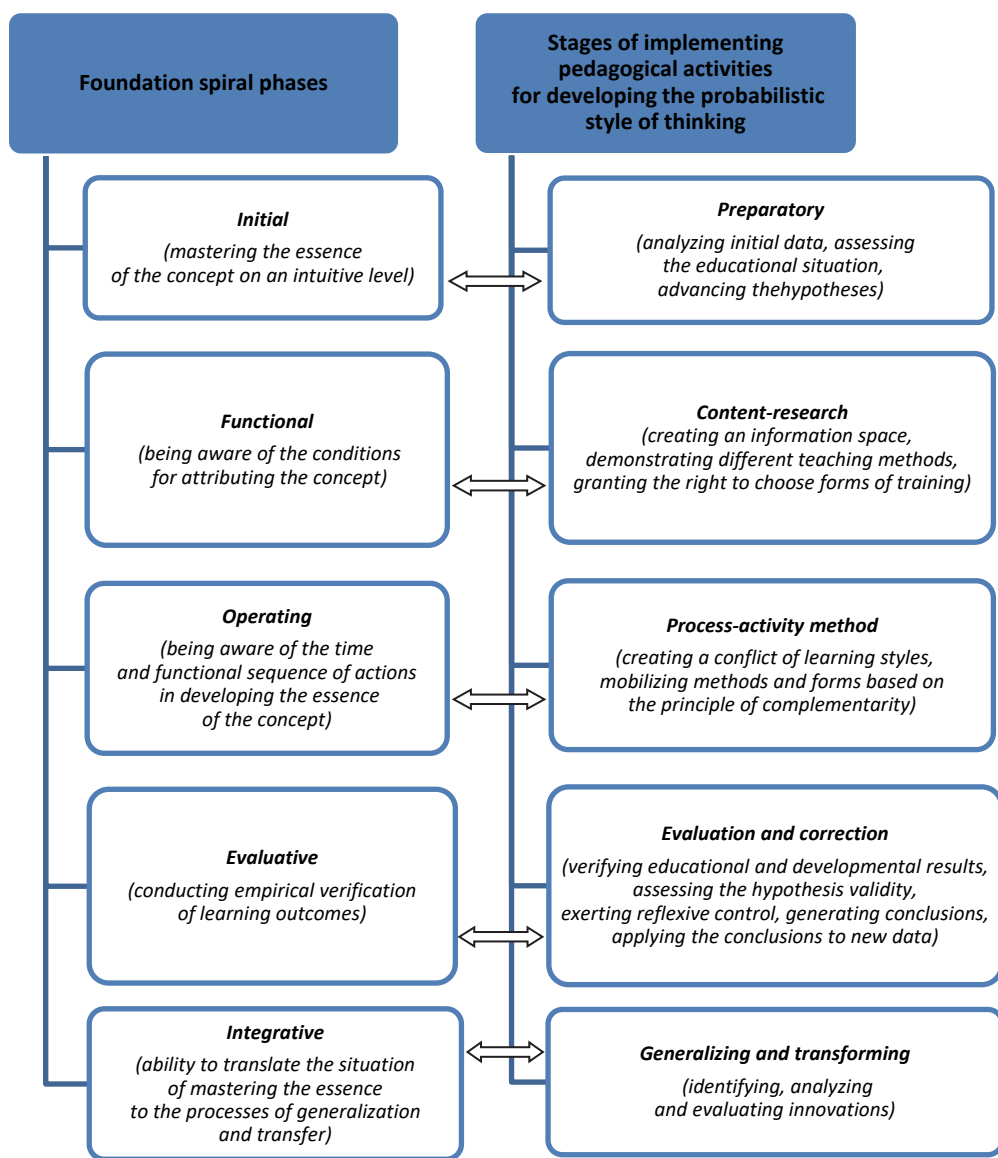 Foundation spiral phases
Stages of implementing
pedagogical activities
for developing the probabilistic
style of thinking
Initial
(mastering the essence
of the concept on an intuitive level)
Preparatory
(analyzing initial data, assessing
the educational situation,
advancing thehypotheses)
Functional
(being aware of the conditions
for attributing the concept)
Content-research
(creating an information space,
demonstrating different teaching methods,
granting the right to choose forms of training)
Operating
(being aware of the time
and functional sequence of actions
in developing the essence
of the concept)
Process-activity method
(creating a conflict of learning styles,
mobilizing methods and forms based on
the principle of complementarity)
Evaluative
(conducting empirical verification
of learning outcomes)
Evaluation and correction
(verifying educational and developmental results,
assessing the hypothesis validity,
exerting reflexive control, generating conclusions,
applying the conclusions to new data)
Integrative
(ability to translate the situation
of mastering the essence
to the processes of generalization
and transfer)
Generalizing and transforming
(identifying, analyzing
and evaluating innovations)